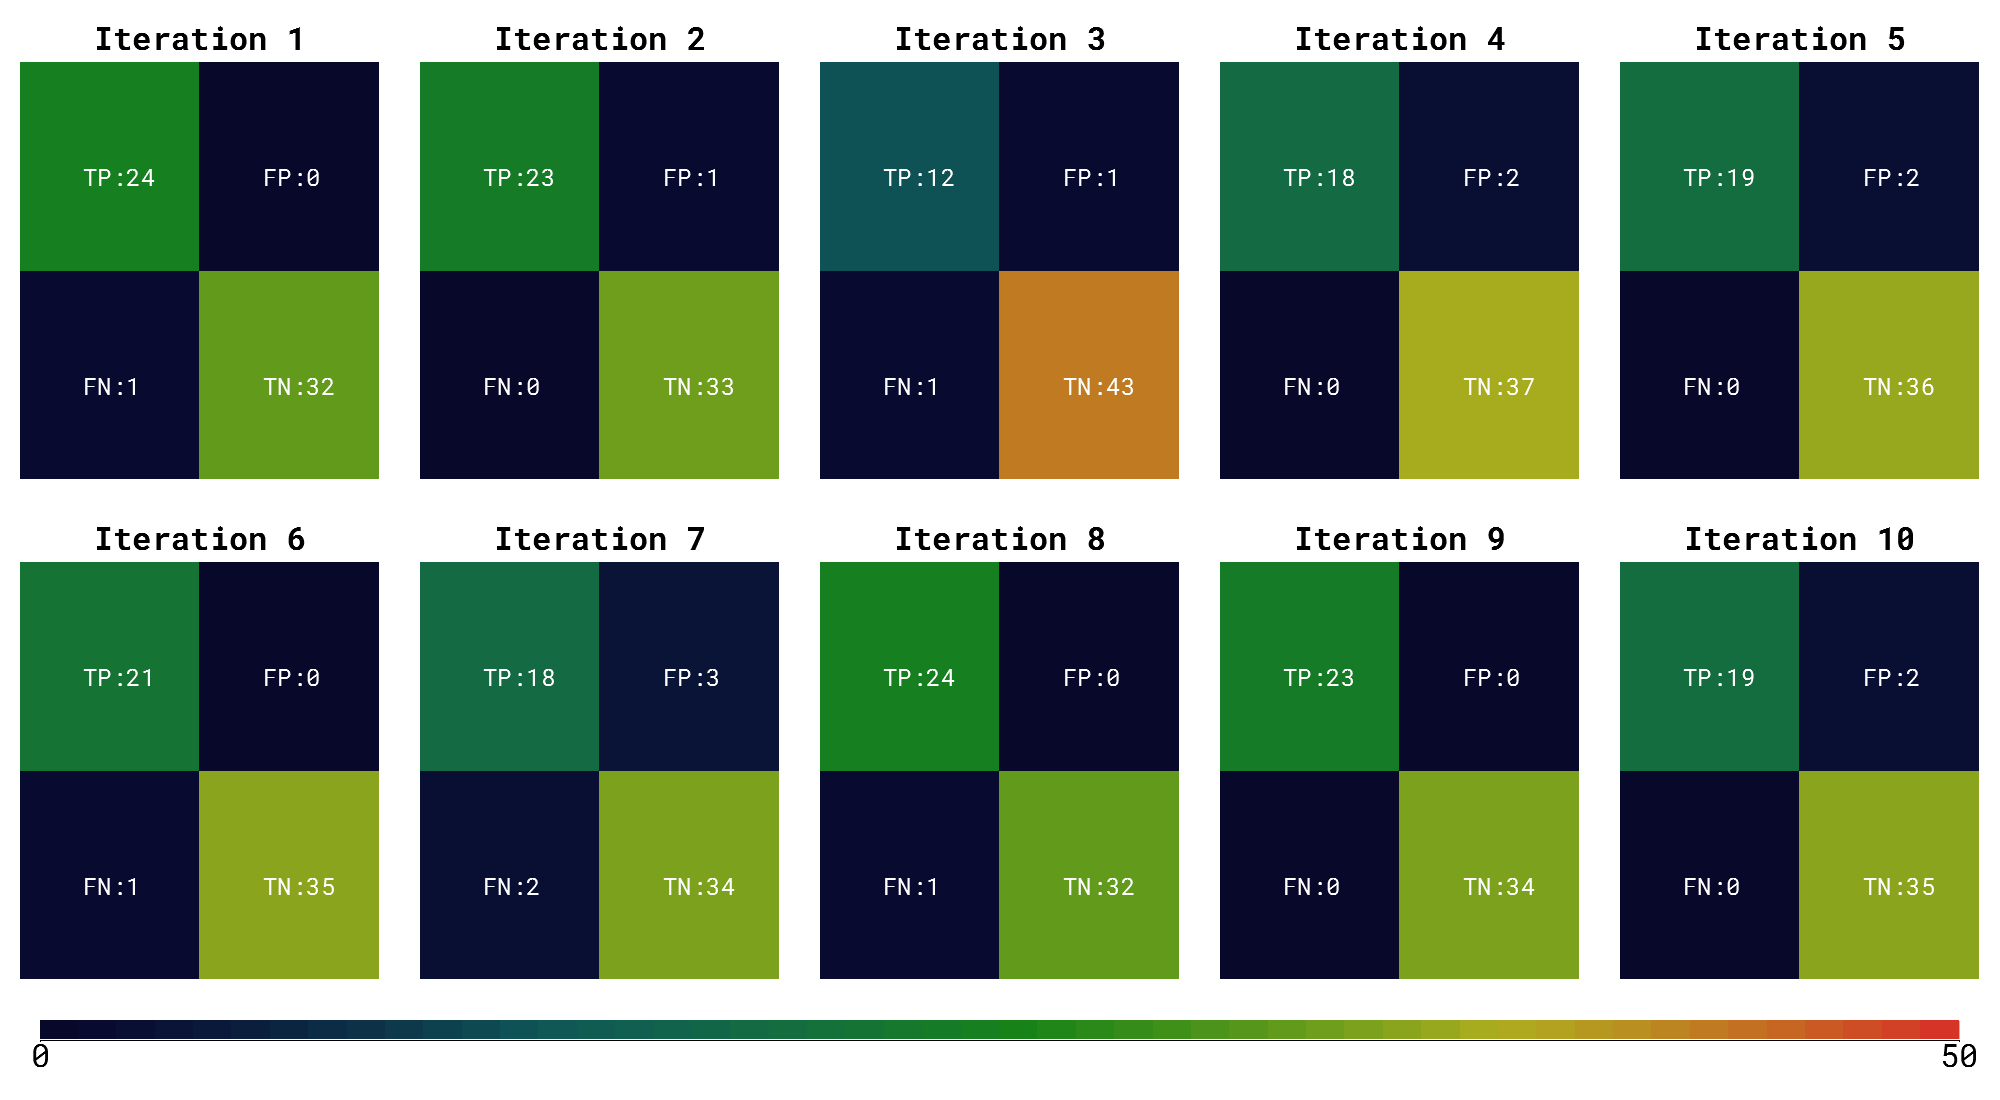 Iteration 1 Iteration 2 Iteration 3 Iteration 4 Iteration 5
TP:24 FP:0 TP:23 FP:1 TP:12 FP:1 TP:18 FP:2 TP:19 FP:2
FN:1 TN:32 FN:0 TN:33 FN:1 TN:43 FN:0 TN:37 FN:0 TN:36
Iteration 6 Iteration 7 Iteration 8 Iteration 9 Iteration 10
TP:21 FP:0 TP:18 FP:3 TP:24 FP:0 TP:23 FP:0 TP:19 FP:2
FN:1 TN:35 FN:2 TN:34 FN:1 TN:32 FN:0 TN:34 FN:0 TN:35
0 50